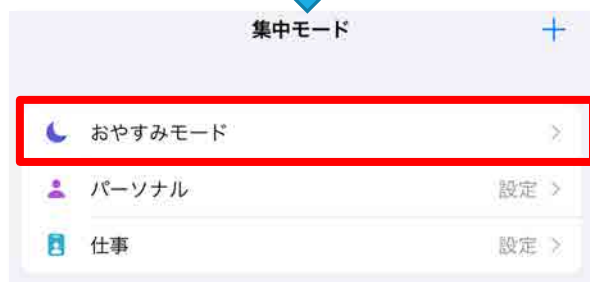 集中モード
おやすみモード
パーソナル 設定
仕事 設定